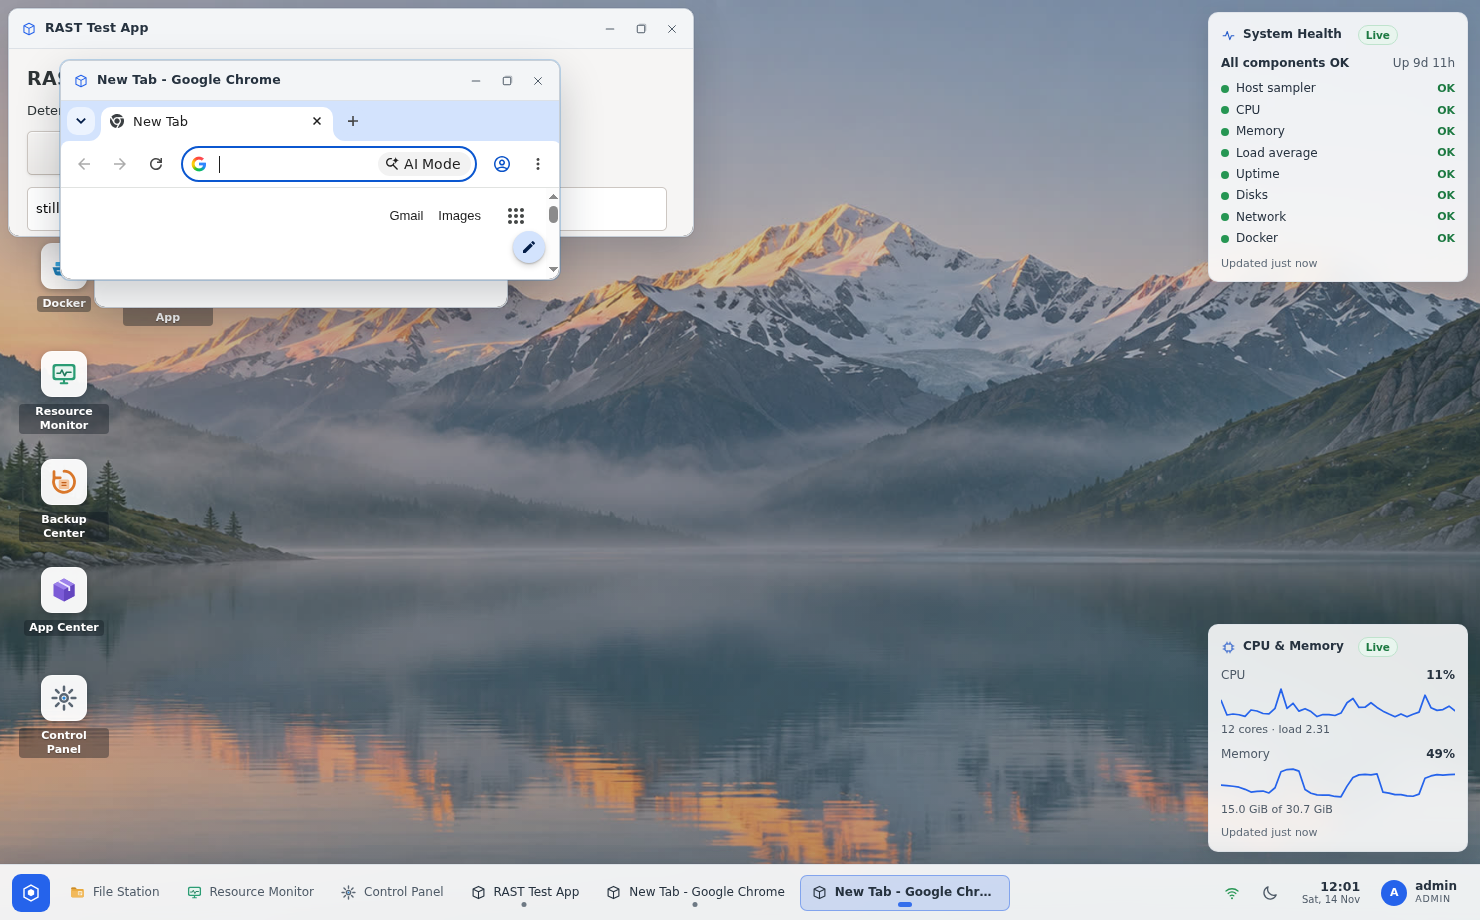 RAST Test App
New Tab - Google Chrome
New Tab
AI Mode
Gmail Images
still
Docker
App
Resource
Monitor
Backup
Center
App Center
Control
Panel
System Health Live
All components OK Up 9d 11h
Host sampler OK
CPU OK
Memory OK
Load average OK
Uptime OK
Disks OK
Network OK
Docker OK
Updated just now
CPU & Memory Live
CPU 11%
12 cores · load 2.31
Memory 49%
15.0 GiB of 30.7 GiB
Updated just now
File Station Resource Monitor Control Panel RAST Test App New Tab - Google Chrome New Tab - Google Chr...
12:01
Sat, 14 Nov
A
admin
ADMIN